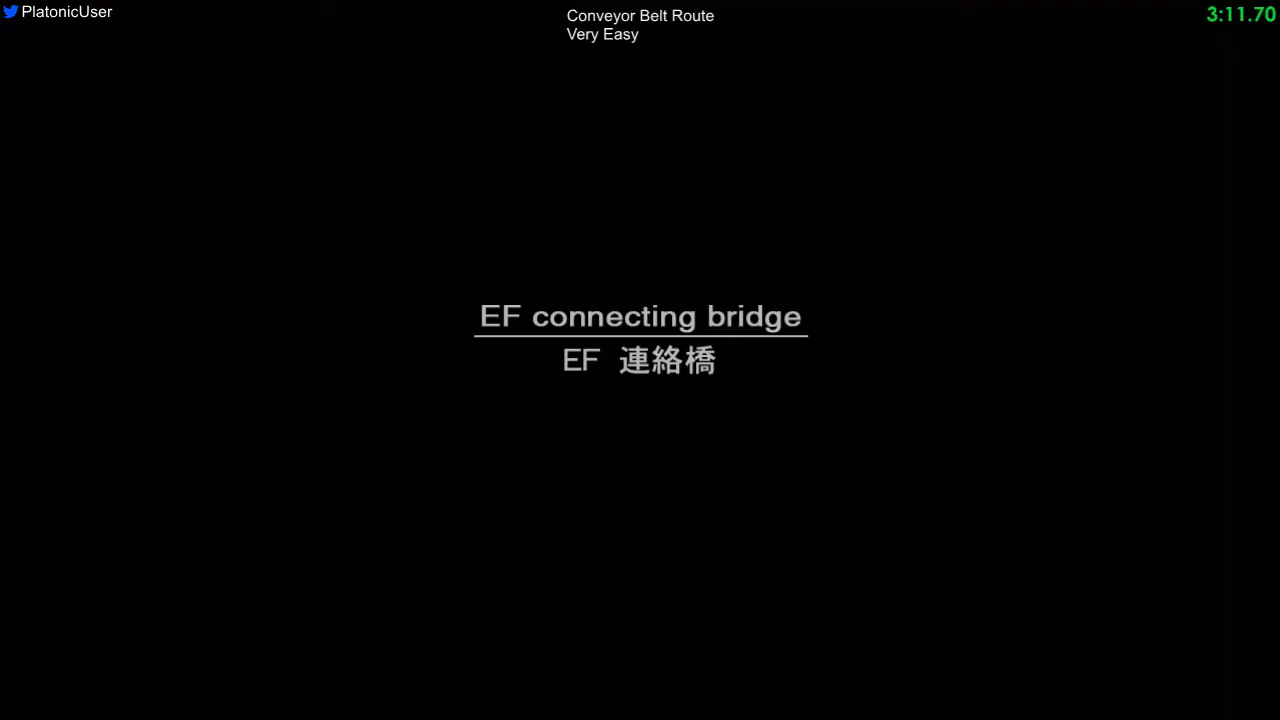 PlatonicUser
Conveyor Belt Route
Very Easy
3:11.70
EF connecting bridge
EF 連絡橋